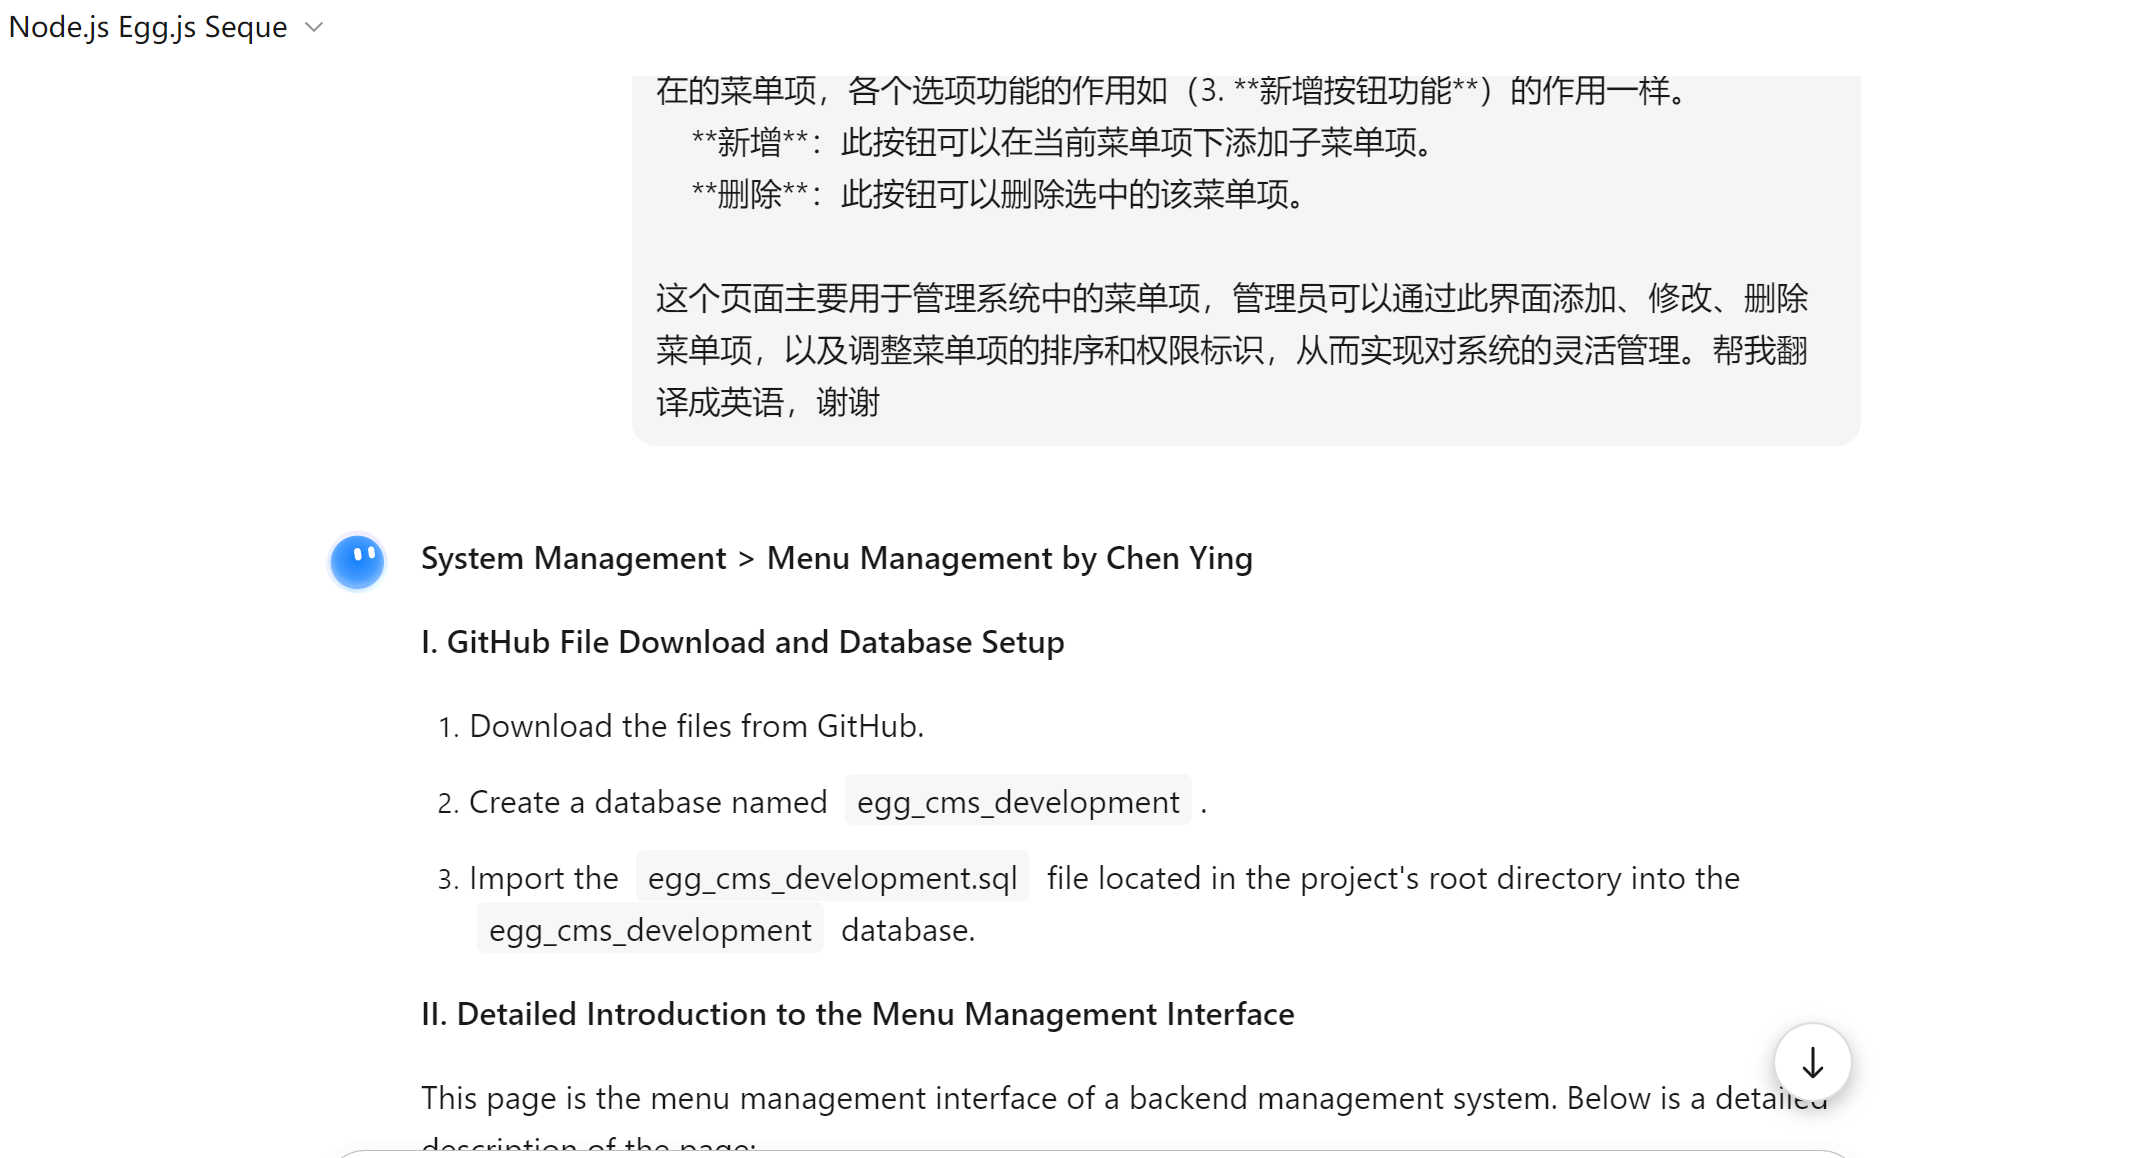 Node.js Egg.js Seque
在的菜单项，各个选项功能的作用如（3. **新增按钮功能**）的作用一样。
**新增**：此按钮可以在当前菜单项下添加子菜单项。
**删除**：此按钮可以删除选中的该菜单项。
这个页面主要用于管理系统中的菜单项，管理员可以通过此界面添加、修改、删除
菜单项，以及调整菜单项的排序和权限标识，从而实现对系统的灵活管理。帮我翻
译成英语，谢谢
System Management > Menu Management by Chen Ying
I. GitHub File Download and Database Setup
1. Download the files from GitHub.
2. Create a database named egg_cms_development .
3. Import the egg_cms_development.sql file located in the project's root directory into the
egg_cms_development database.
II. Detailed Introduction to the Menu Management Interface
This page is the menu management interface of a backend management system. Below is a detailed
description of the page: